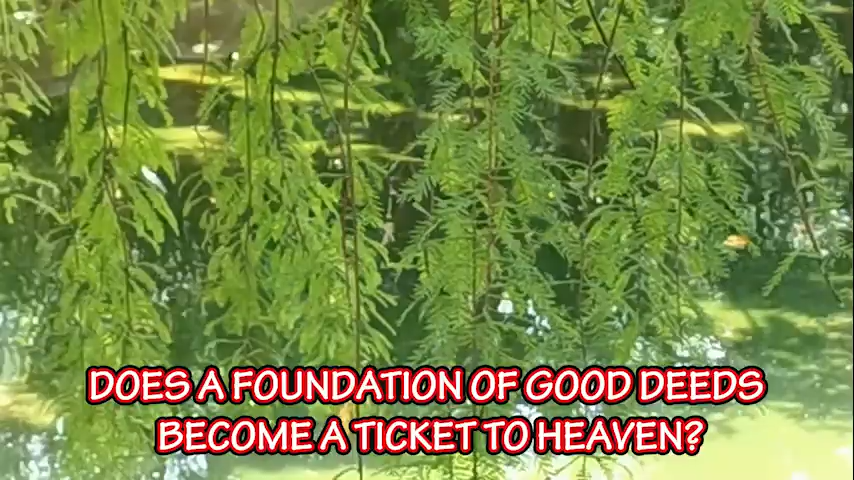 DOES A FOUNDATION OF GOOD DEEDS
BECOME A TICKET TO HEAVEN?